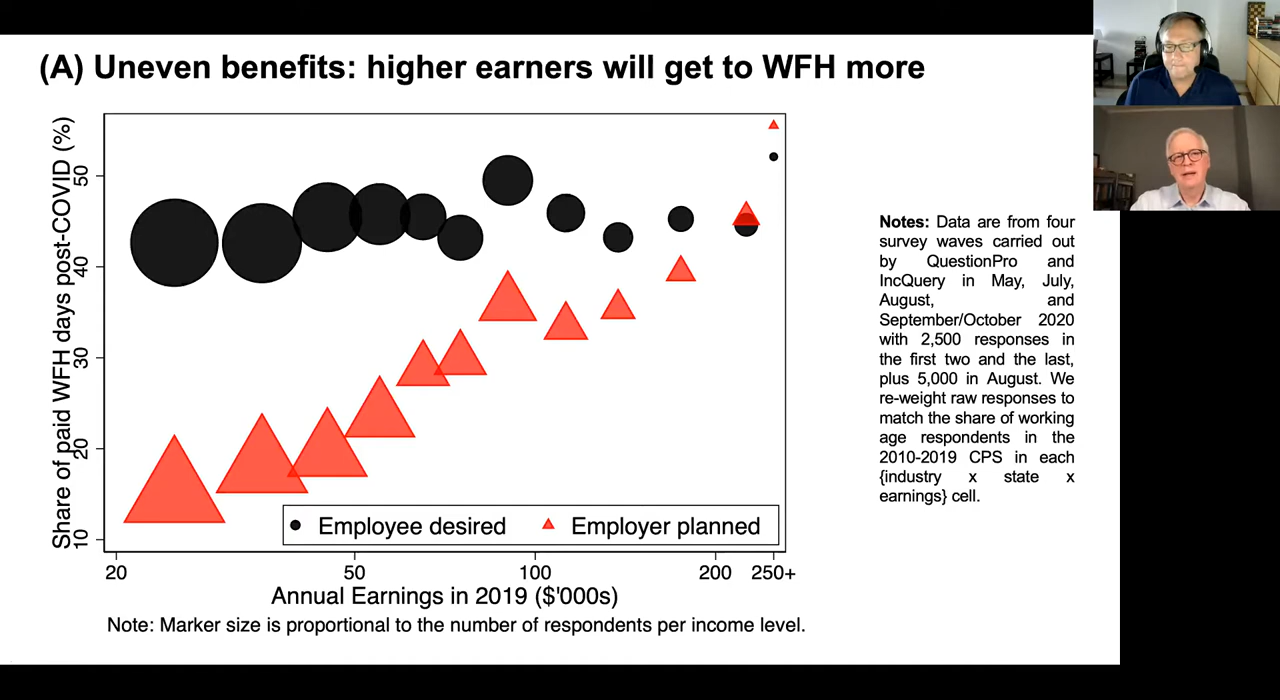 (A) Uneven benefits: higher earners will get to WFH more
Share of paid WFH days post-COVID (%)
50
40
30
20
10
Employee desired
Employer planned
20
50
100
200
250+
Annual Earnings in 2019 ($'000s)
Note: Marker size is proportional to the number of respondents per income level.
Notes: Data are from four
survey waves carried out
by QuestionPro and
IncQuery in May, July,
August, and
September/October 2020
with 2,500 responses in
the first two and the last,
plus 5,000 in August. We
re-weight raw responses to
match the share of working
age respondents in the
2010-2019 CPS in each
{industry x state x
earnings} cell.